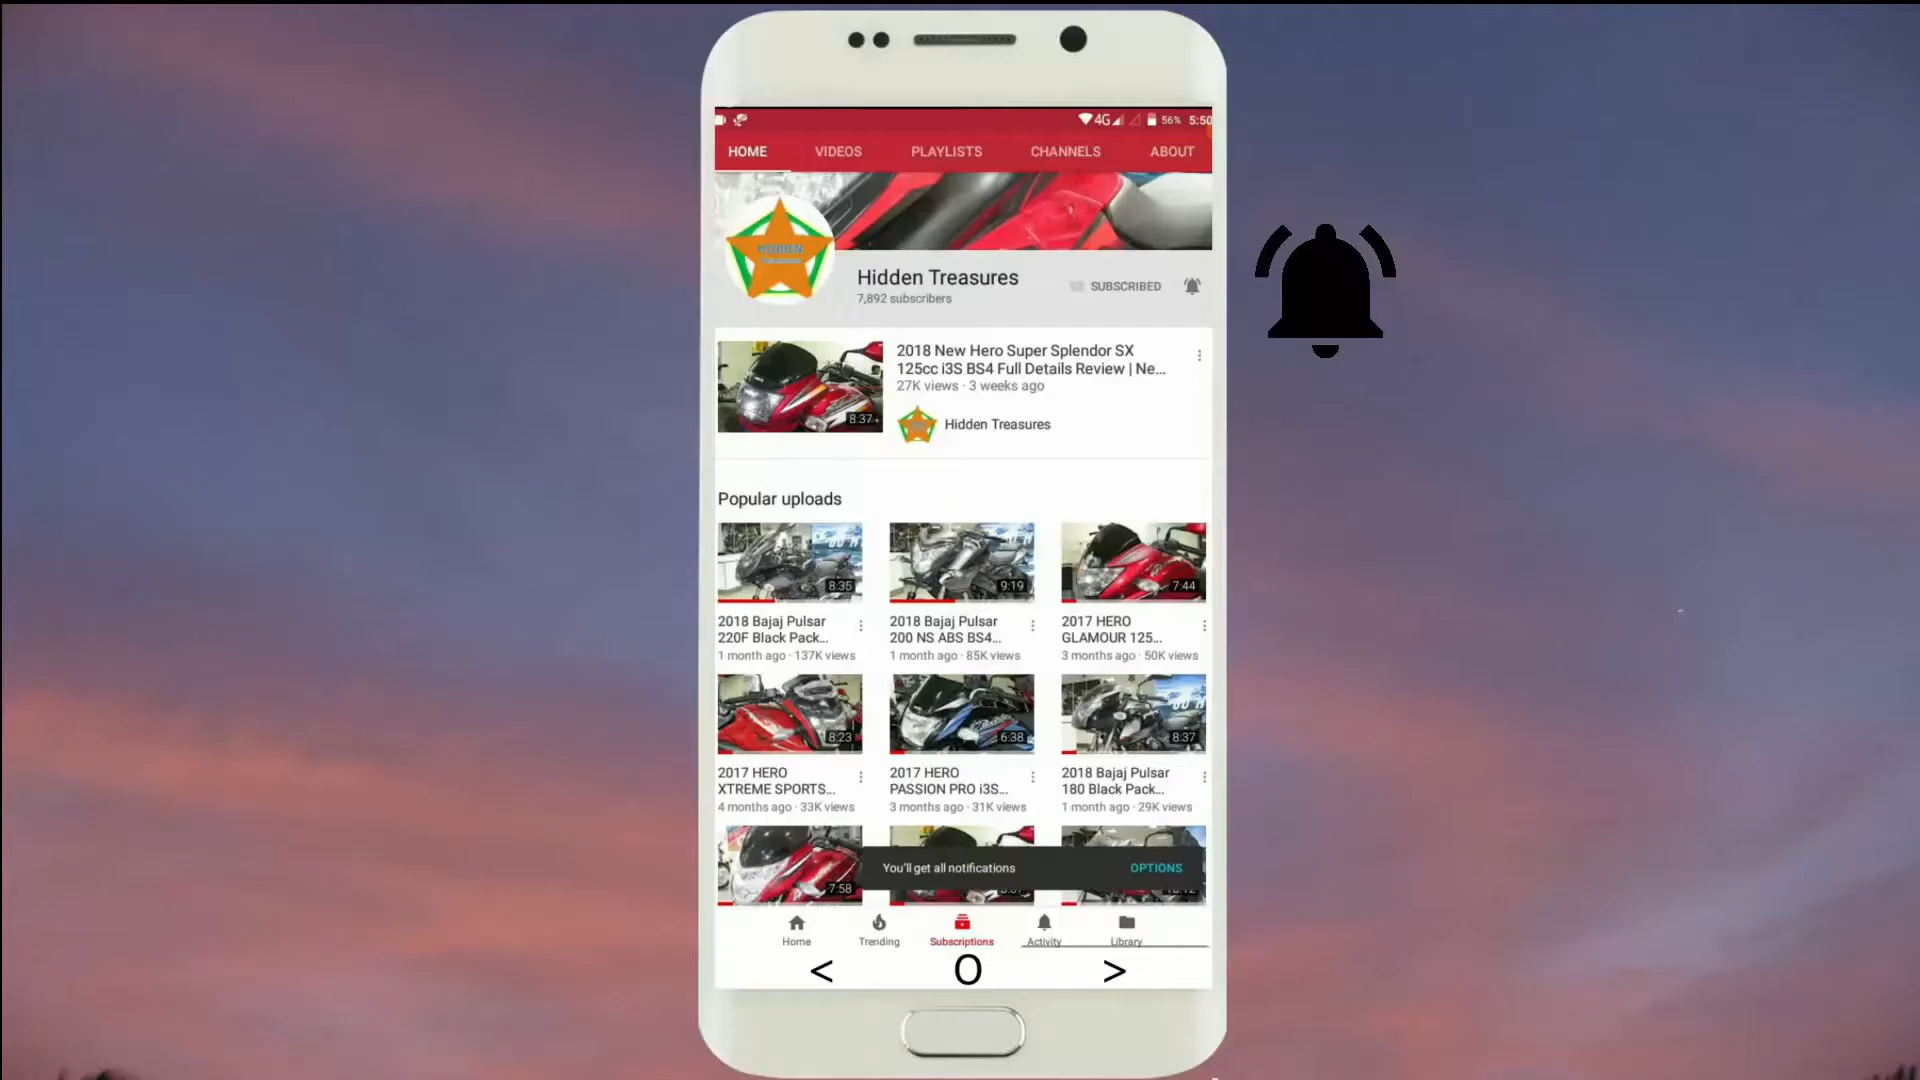 4G 56% 5:50
HOME VIDEOS PLAYLISTS CHANNELS ABOUT
HIDDEN
Hidden Treasures
7,892 subscribers
SUBSCRIBED
2018 New Hero Super Splendor SX
125cc i3S BS4 Full Details Review | Ne...
27K views · 3 weeks ago
8:37
Hidden Treasures
Popular uploads
8:35
9:19
7:44
2018 Bajaj Pulsar
220F Black Pack...
1 month ago · 137K views
2018 Bajaj Pulsar
200 NS ABS BS4...
1 month ago · 85K views
2017 HERO
GLAMOUR 125...
3 months ago · 50K views
8:23
6:38
8:37
2017 HERO
XTREME SPORTS...
4 months ago · 33K views
2017 HERO
PASSION PRO i3S...
3 months ago · 31K views
2018 Bajaj Pulsar
180 Black Pack...
1 month ago · 29K views
7:58
You'll get all notifications OPTIONS
Home Trending Subscriptions Activity Library
< O >